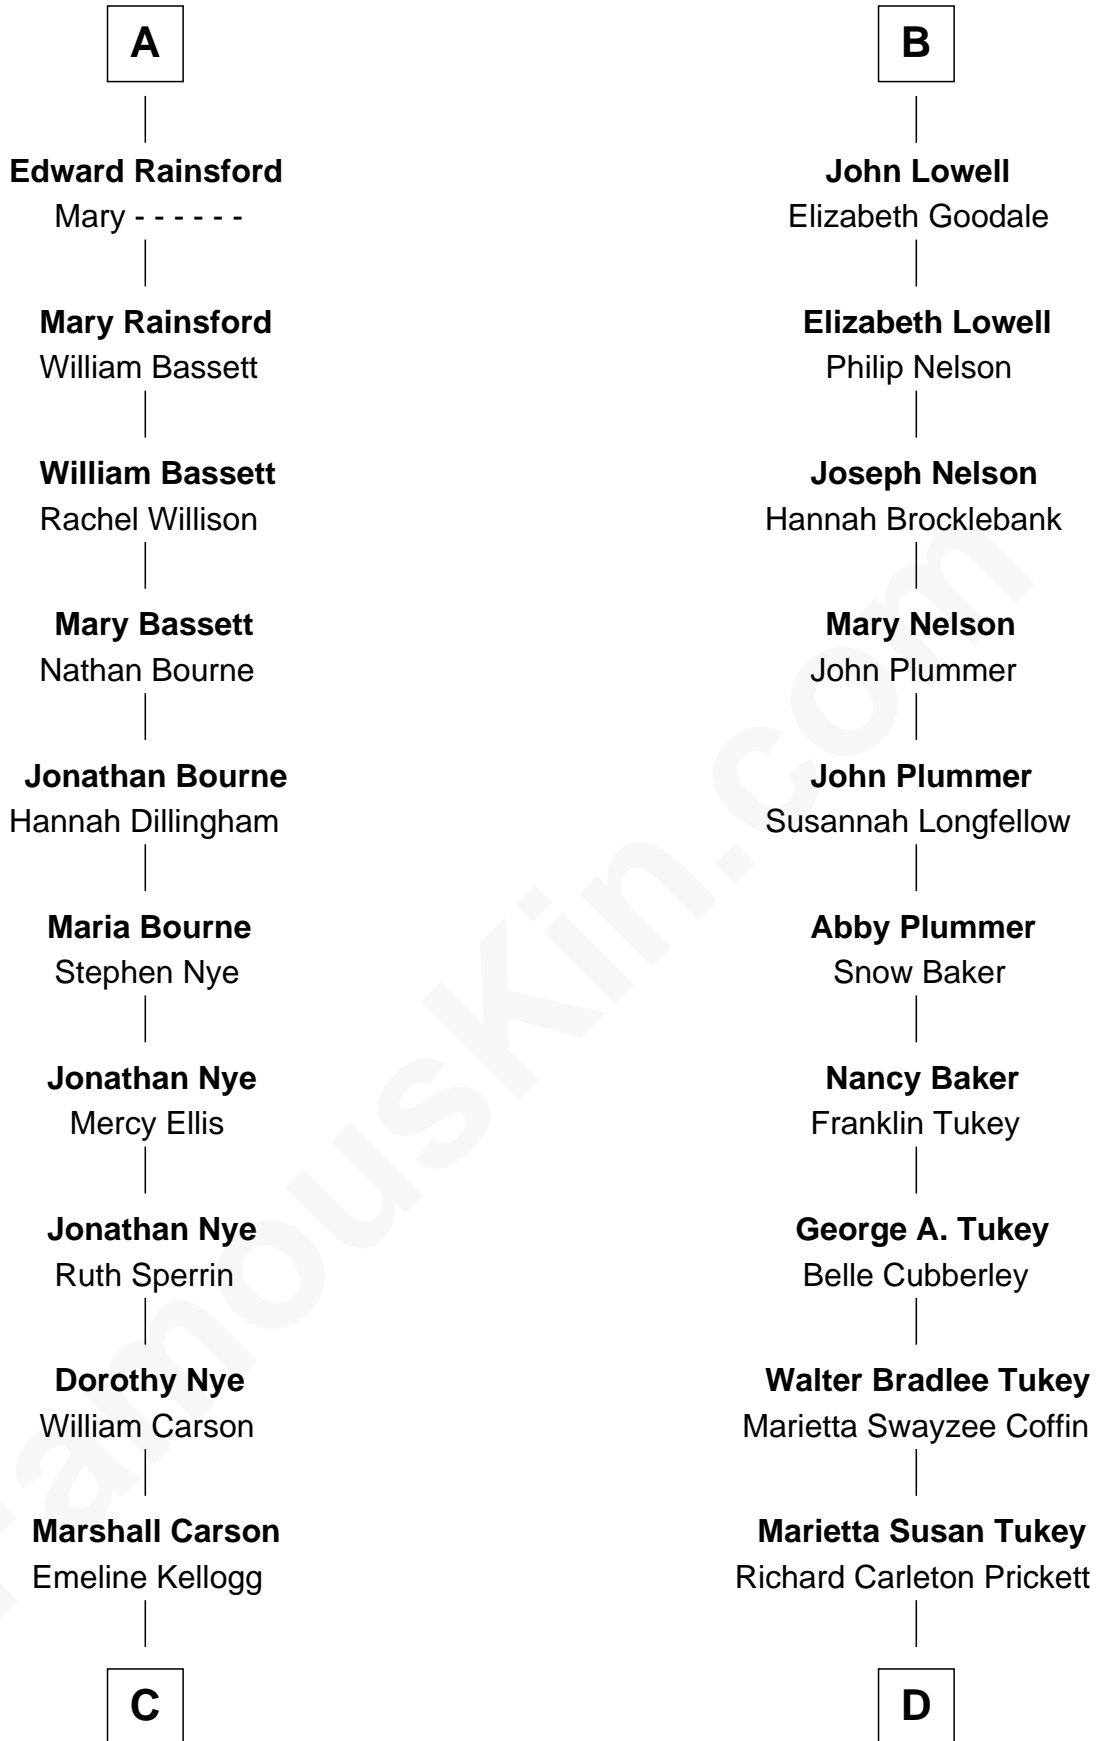 A
Edward Rainsford
Mary - - - - - -
Mary Rainsford
William Bassett
William Bassett
Rachel Willison
Mary Bassett
Nathan Bourne
Jonathan Bourne
Hannah Dillingham
Maria Bourne
Stephen Nye
Jonathan Nye
Mercy Ellis
Jonathan Nye
Ruth Sperrin
Dorothy Nye
William Carson
Marshall Carson
Emeline Kellogg
C
B
John Lowell
Elizabeth Goodale
Elizabeth Lowell
Philip Nelson
Joseph Nelson
Hannah Brocklebank
Mary Nelson
John Plummer
John Plummer
Susannah Longfellow
Abby Plummer
Snow Baker
Nancy Baker
Franklin Tukey
George A. Tukey
Belle Cubberley
Walter Bradlee Tukey
Marietta Swayzee Coffin
Marietta Susan Tukey
Richard Carleton Prickett
D
FamousKin.com